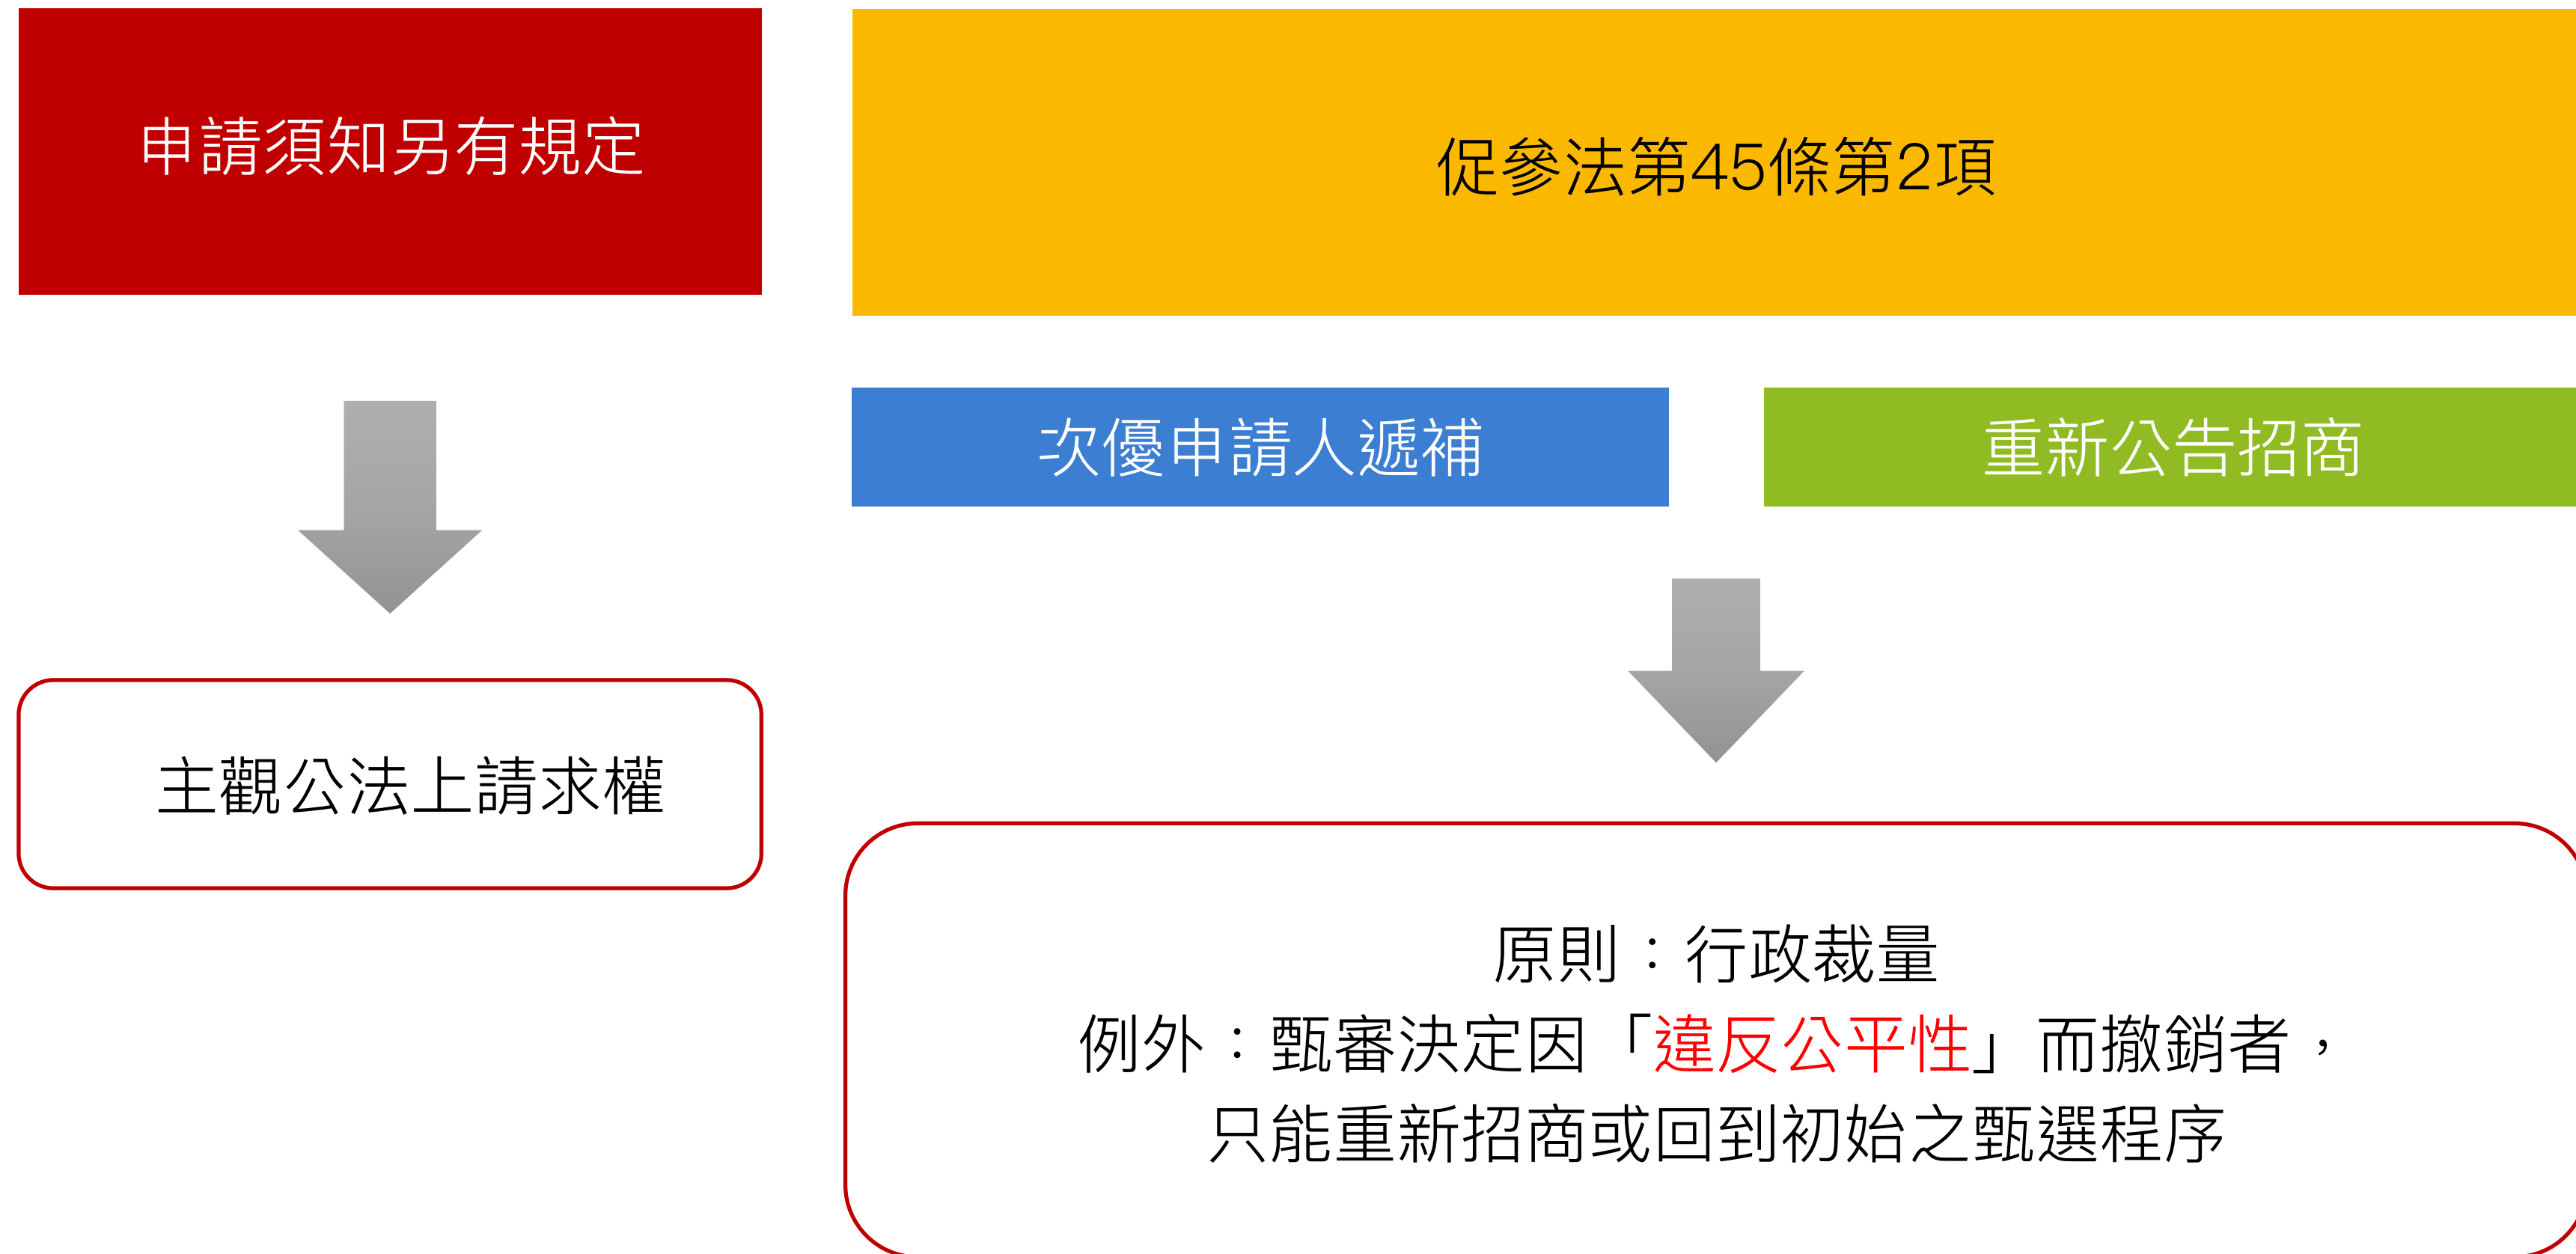 申請須知另有規定
促參法第45條第2項
次優申請人遞補
重新公告招商
主觀公法上請求權
原則：行政裁量
例外：甄審決定因「違反公平性」而撤銷者，
只能重新招商或回到初始之甄選程序